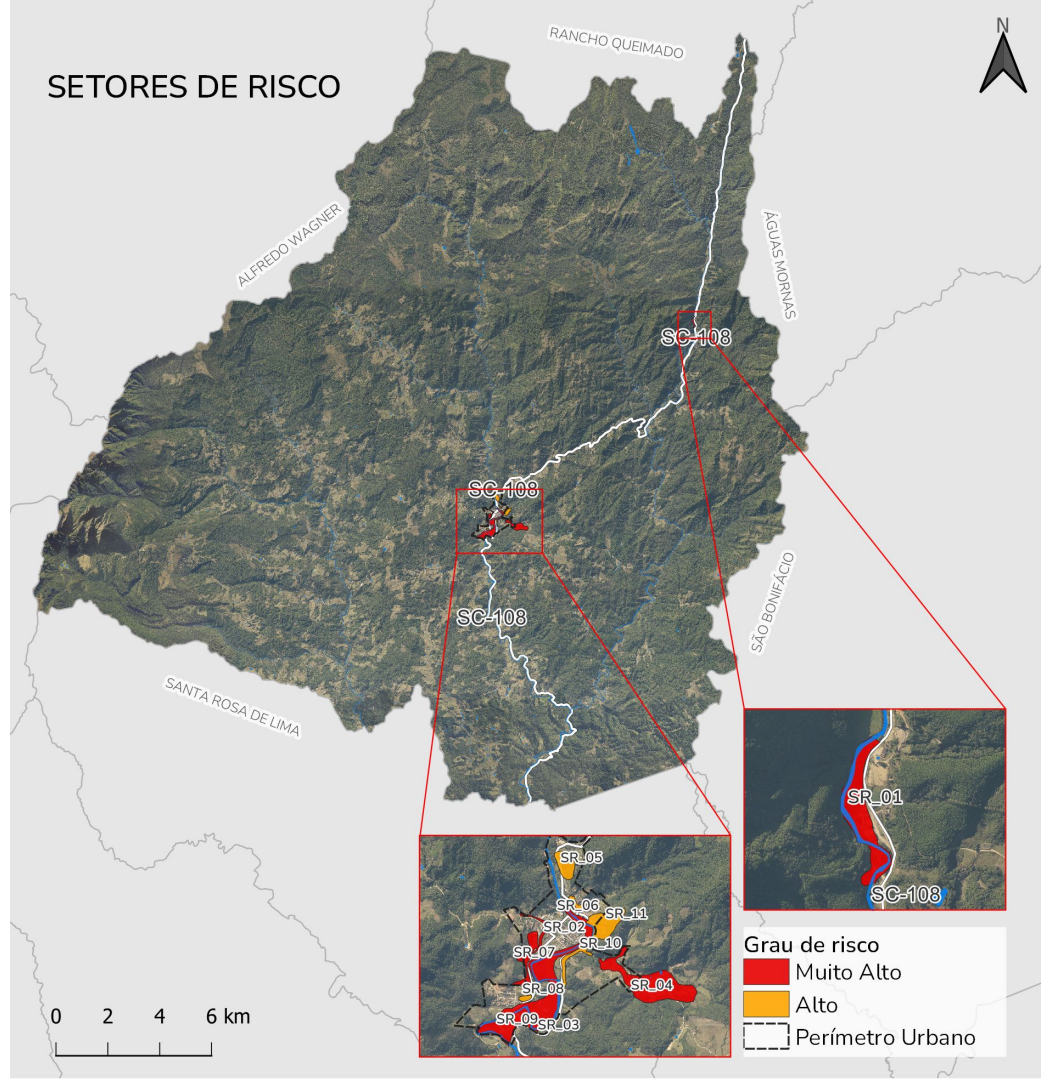 SETORES DE RISCO
RANCHO QUEIMADO
N
ALFREDO WAGNER
ÁGUAS MORNAS
SC-108
SC-108
SC-108
SÃO BONIFÁCIO
SANTA ROSA DE LIMA
SR_01
SC-108
SR_05
SR_06
SR_11
SR_02
SR_10
SR_07
SR_04
SR_08
SR_09
SR_03
Grau de risco
Muito Alto
Alto
Perímetro Urbano
0 2 4 6 km